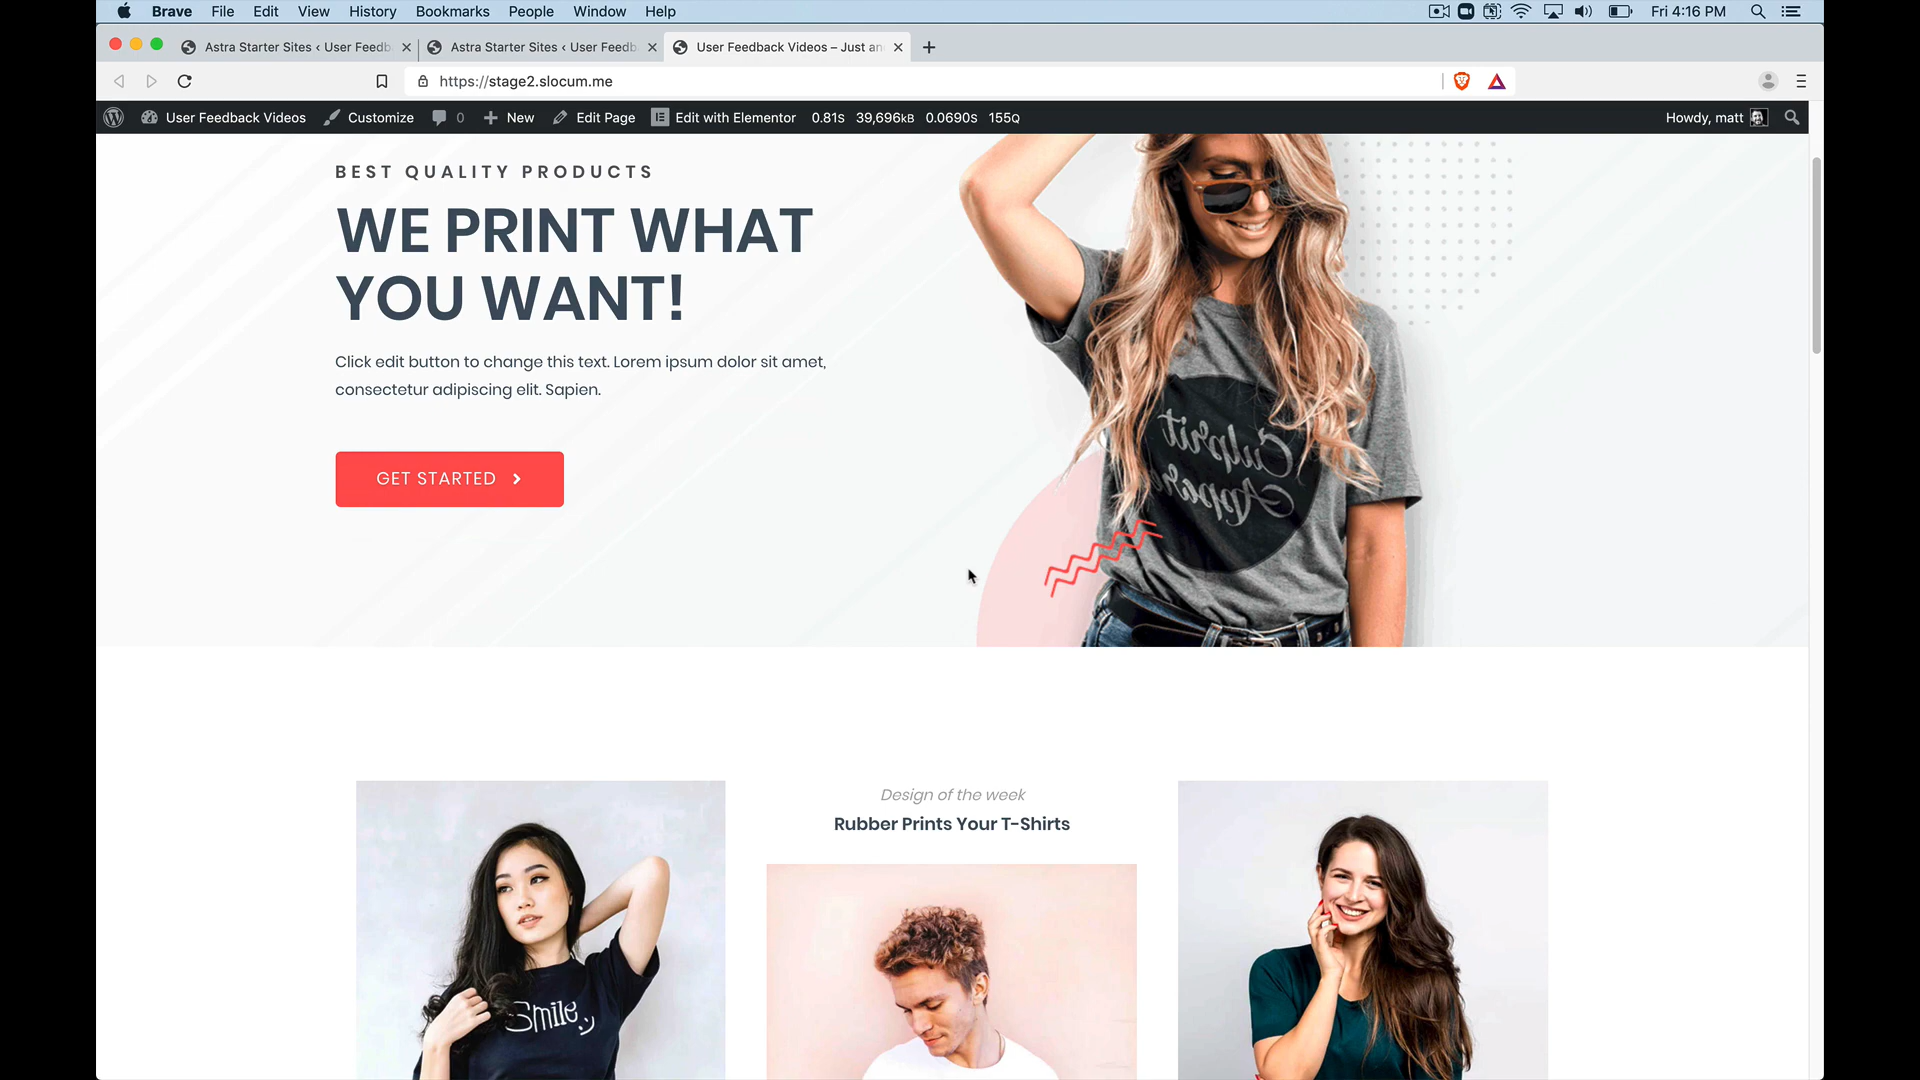 Brave File Edit View History Bookmarks People Window Help Fri 4:16 PM
Astra Starter Sites ‹ User Feedb Astra Starter Sites ‹ User Feedb User Feedback Videos – Just an
https://stage2.slocum.me
User Feedback Videos Customize 0 New Edit Page Edit with Elementor 0.81S 39,696KB 0.0690S 155Q Howdy, matt
BEST QUALITY PRODUCTS
WE PRINT WHAT
YOU WANT!
Click edit button to change this text. Lorem ipsum dolor sit amet,
consectetur adipiscing elit. Sapien.
GET STARTED
Culprit
Design of the week
Rubber Prints Your T-Shirts
Smile